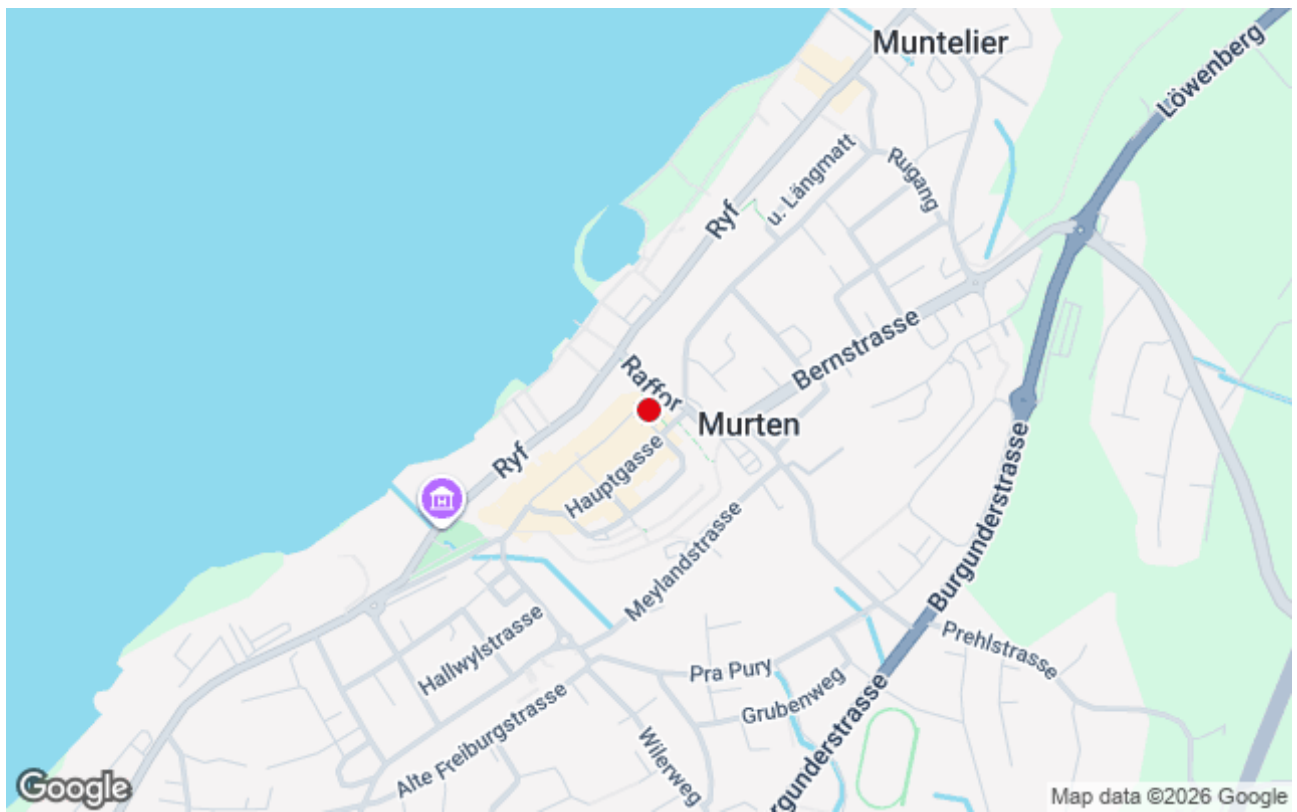 Muntelier
Löwenberg
Rugang
u. Längmatt
Ryf
Bernstrasse
Raffor
Murten
Hauptgasse
Ryf
H
Burgunderstrasse
Meylandstrasse
Prehlstrasse
Hallwylstrasse
Pra Pury
Grubenweg
Alte Freiburgstrasse
Wilerweg
urgunderstrasse
Google
Map data ©2026 Google